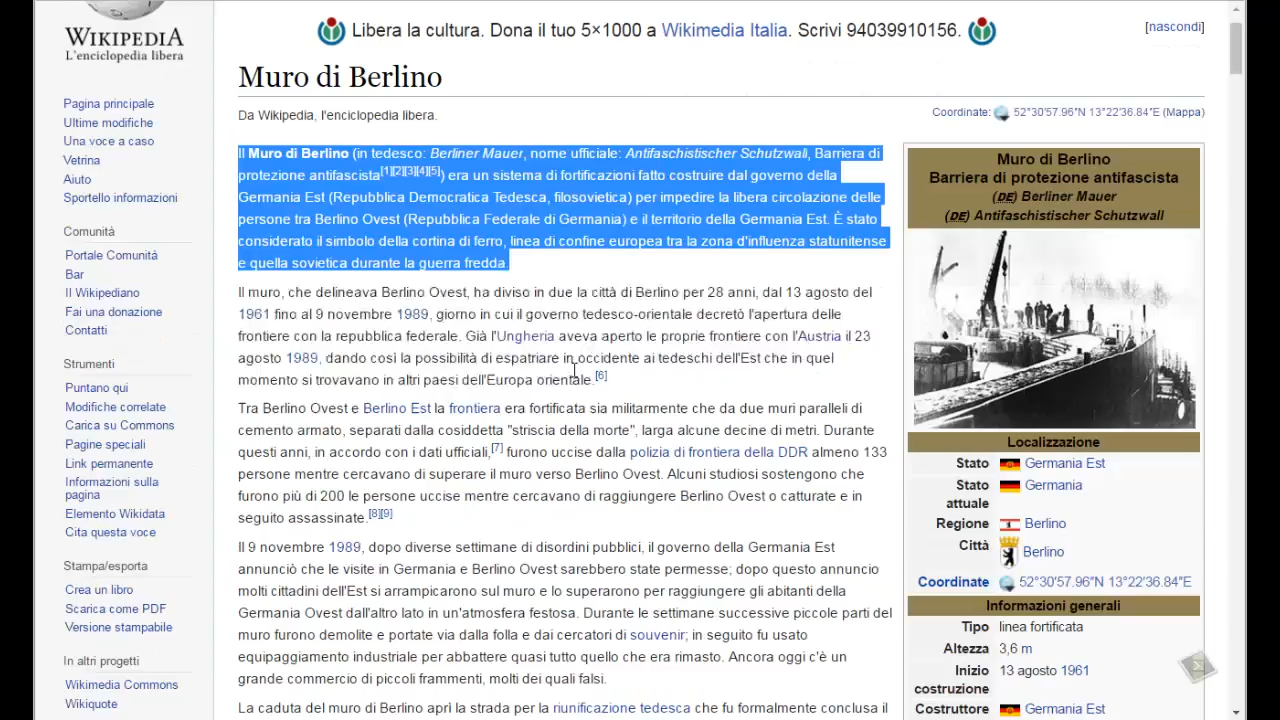 WIKIPEDIA
L'enciclopedia libera
Pagina principale
Ultime modifiche
Una voce a caso
Vetrina
Aiuto
Sportello informazioni
Comunità
Portale Comunità
Bar
Il Wikipediano
Fai una donazione
Contatti
Strumenti
Puntano qui
Modifiche correlate
Carica su Commons
Pagine speciali
Link permanente
Informazioni sulla
pagina
Elemento Wikidata
Cita questa voce
Stampa/esporta
Crea un libro
Scarica come PDF
Versione stampabile
In altri progetti
Wikimedia Commons
Wikiquote
Libera la cultura. Dona il tuo 5×1000 a Wikimedia Italia. Scrivi 94039910156.
[nascondi]
Muro di Berlino
Da Wikipedia, l'enciclopedia libera.
Coordinate: 52°30′57.96″N 13°22′36.84″E (Mappa)
Il Muro di Berlino (in tedesco: Berliner Mauer, nome ufficiale: Antifaschistischer Schutzwall, Barriera di
protezione antifascista[1][2][3][4][5]) era un sistema di fortificazioni fatto costruire dal governo della
Germania Est (Repubblica Democratica Tedesca, filosovietica) per impedire la libera circolazione delle
persone tra Berlino Ovest (Repubblica Federale di Germania) e il territorio della Germania Est. È stato
considerato il simbolo della cortina di ferro, linea di confine europea tra la zona d'influenza statunitense
e quella sovietica durante la guerra fredda.
Il muro, che delineava Berlino Ovest, ha diviso in due la città di Berlino per 28 anni, dal 13 agosto del
1961 fino al 9 novembre 1989, giorno in cui il governo tedesco-orientale decretò l'apertura delle
frontiere con la repubblica federale. Già l'Ungheria aveva aperto le proprie frontiere con l'Austria il 23
agosto 1989, dando così la possibilità di espatriare in occidente ai tedeschi dell'Est che in quel
momento si trovavano in altri paesi dell'Europa orientale.[6]
Tra Berlino Ovest e Berlino Est la frontiera era fortificata sia militarmente che da due muri paralleli di
cemento armato, separati dalla cosiddetta "striscia della morte", larga alcune decine di metri. Durante
questi anni, in accordo con i dati ufficiali,[7] furono uccise dalla polizia di frontiera della DDR almeno 133
persone mentre cercavano di superare il muro verso Berlino Ovest. Alcuni studiosi sostengono che
furono più di 200 le persone uccise mentre cercavano di raggiungere Berlino Ovest o catturate e in
seguito assassinate.[8][9]
Il 9 novembre 1989, dopo diverse settimane di disordini pubblici, il governo della Germania Est
annunciò che le visite in Germania e Berlino Ovest sarebbero state permesse; dopo questo annuncio
molti cittadini dell'Est si arrampicarono sul muro e lo superarono per raggiungere gli abitanti della
Germania Ovest dall'altro lato in un'atmosfera festosa. Durante le settimane successive piccole parti del
muro furono demolite e portate via dalla folla e dai cercatori di souvenir; in seguito fu usato
equipaggiamento industriale per abbattere quasi tutto quello che era rimasto. Ancora oggi c'è un
grande commercio di piccoli frammenti, molti dei quali falsi.
La caduta del muro di Berlino aprì la strada per la riunificazione tedesca che fu formalmente conclusa il
Muro di Berlino
Barriera di protezione antifascista
(DE) Berliner Mauer
(DE) Antifaschistischer Schutzwall
Localizzazione
Stato Germania Est
Stato attuale Germania
Regione Berlino
Città Berlino
Coordinate 52°30′57.96″N 13°22′36.84″E
Informazioni generali
Tipo linea fortificata
Altezza 3,6 m
Inizio costruzione 13 agosto 1961
Costruttore Germania Est